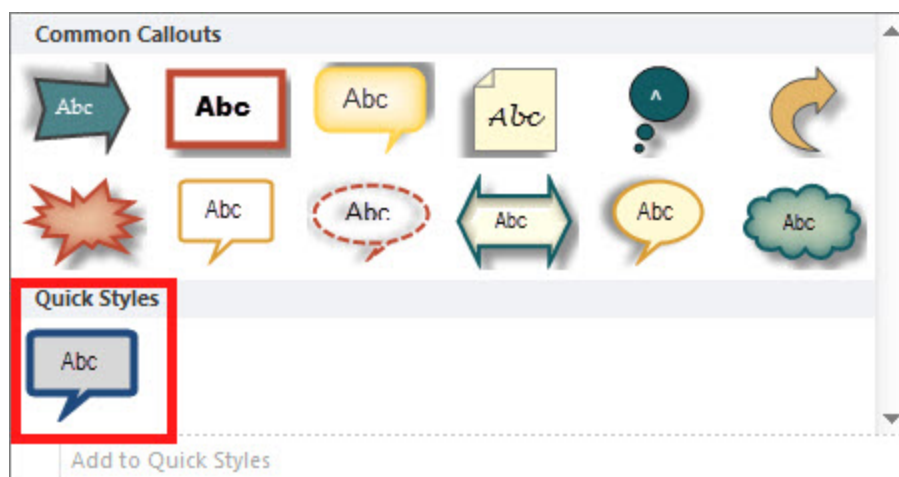 Common Callouts
Abc Abc Abc Abc ^
Abc Abc Abc Abc Abc
Quick Styles
Abc
Add to Quick Styles